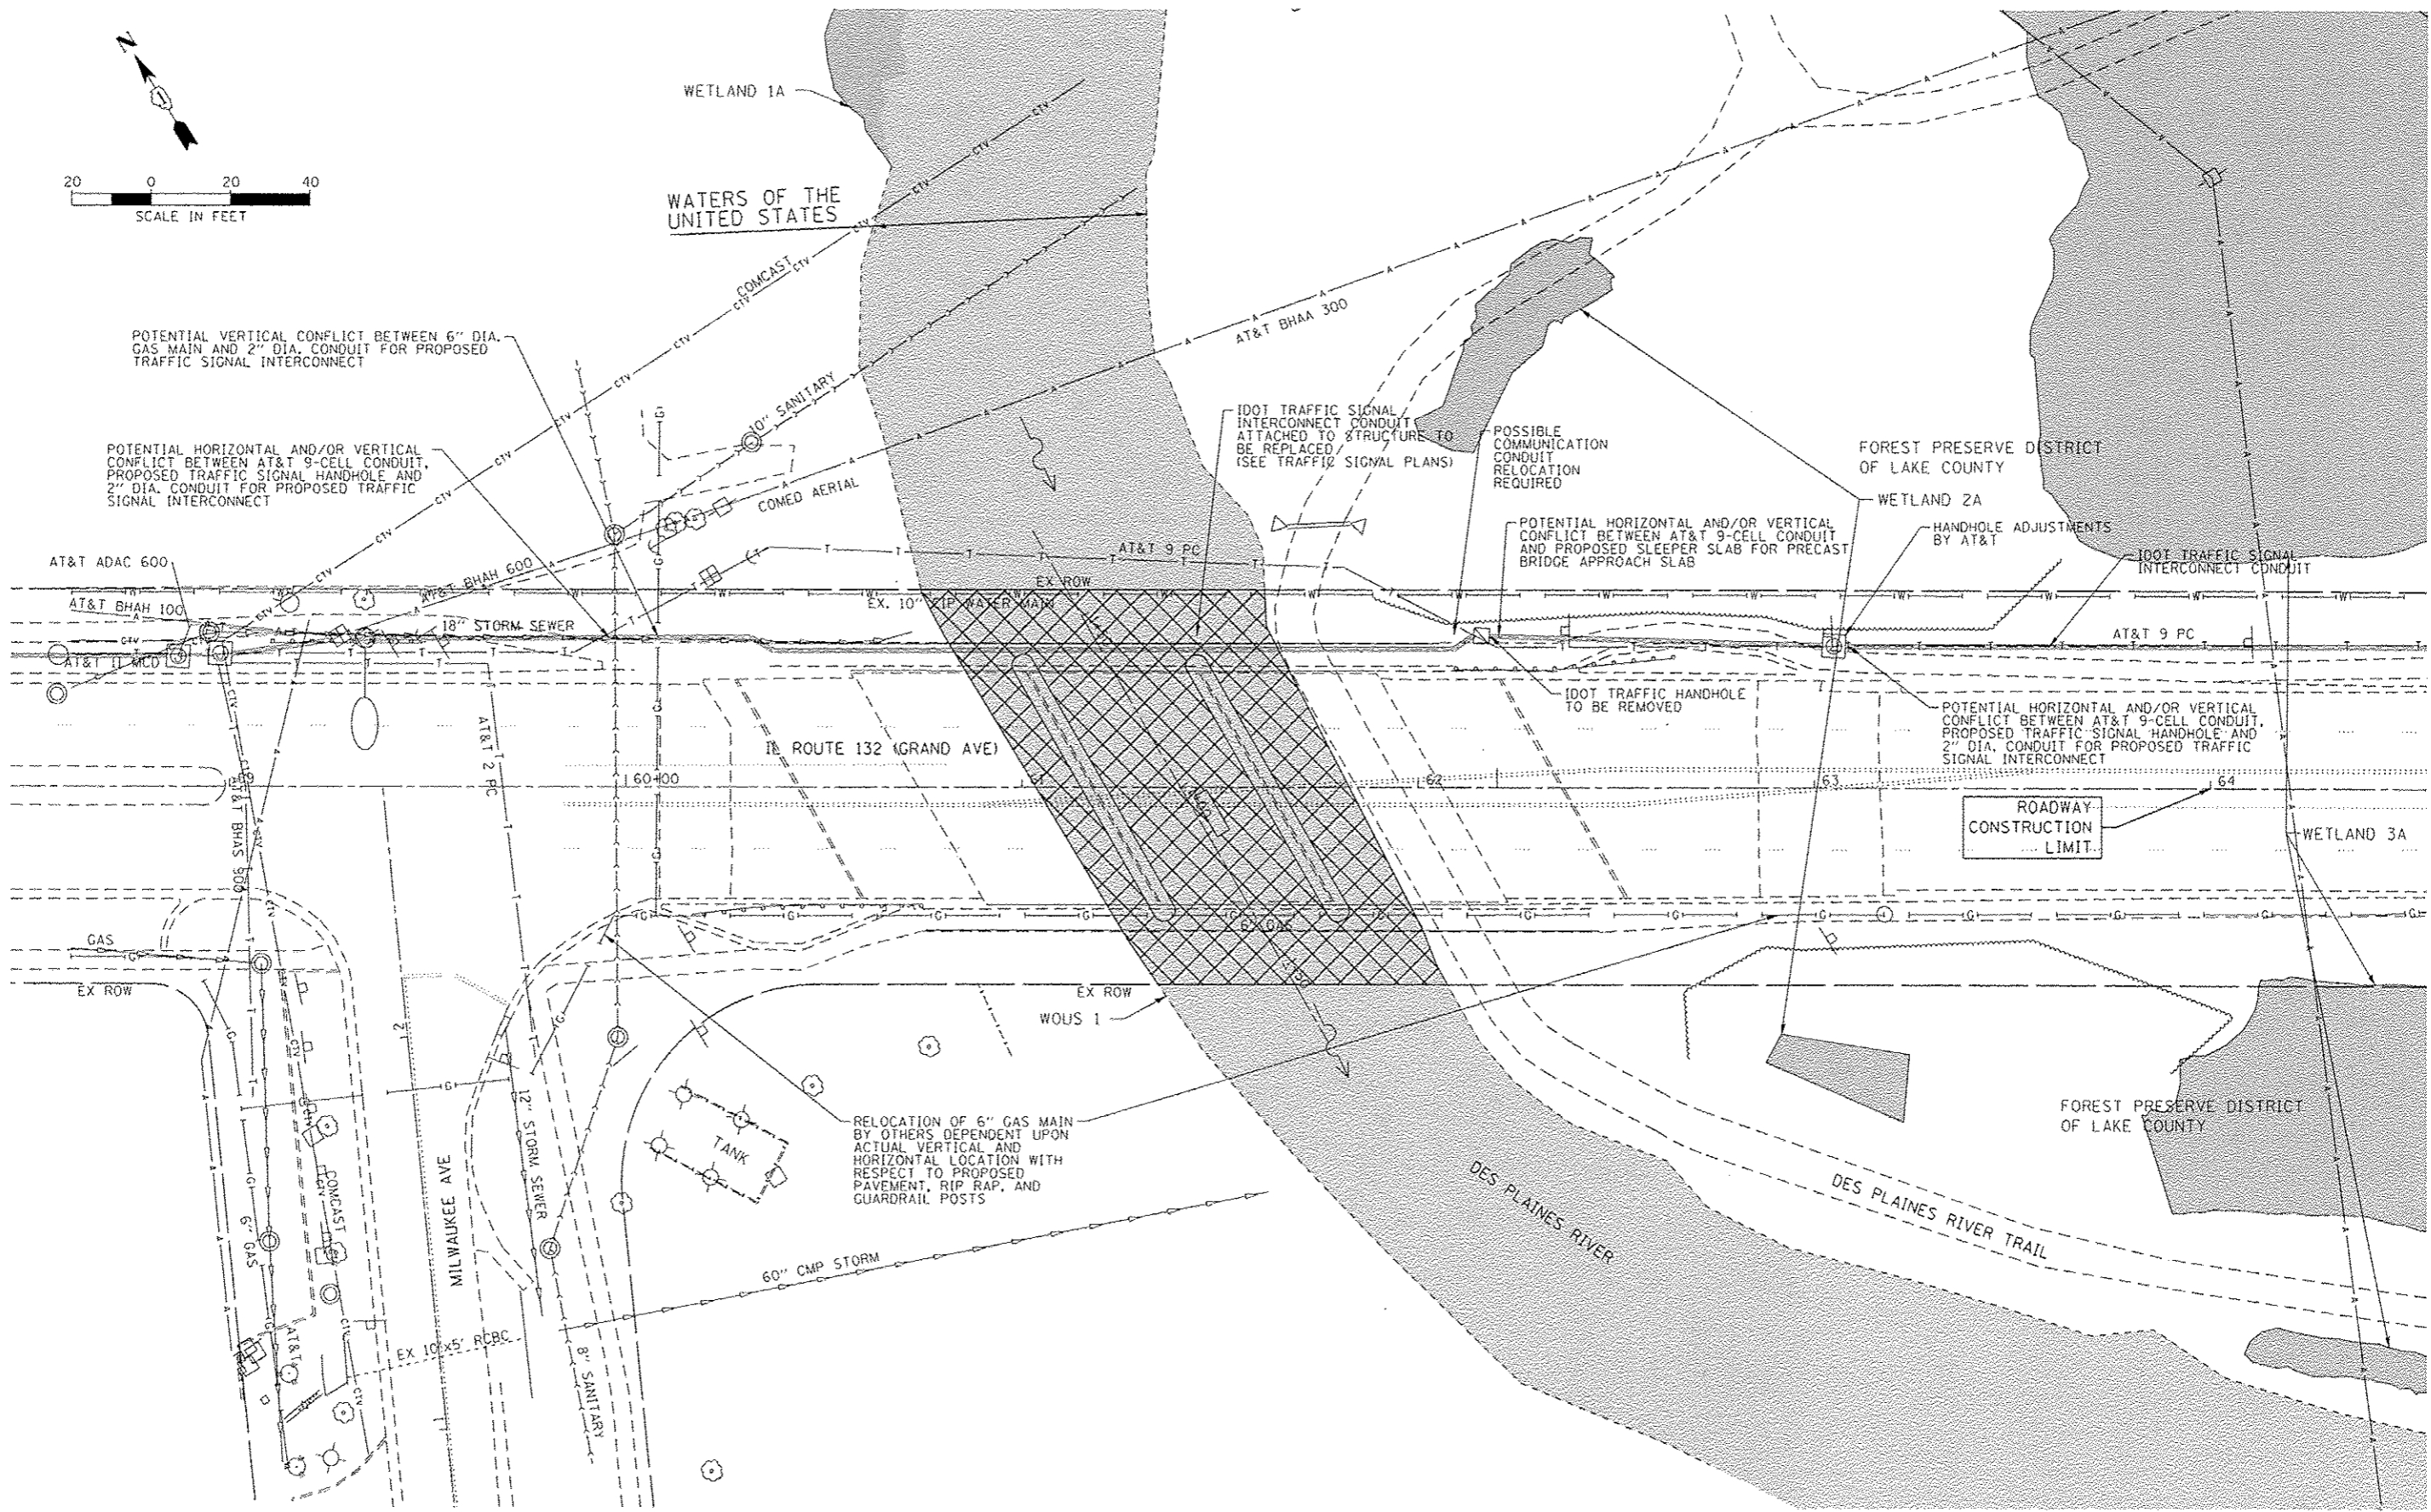 N
20 0 20 40
SCALE IN FEET
WETLAND 1A
WATERS OF THE
UNITED STATES
COMCAST
POTENTIAL VERTICAL CONFLICT BETWEEN 6" DIA.
GAS MAIN AND 2" DIA. CONDUIT FOR PROPOSED
TRAFFIC SIGNAL INTERCONNECT
AT&T BHAA 300
10" SANITARY
POTENTIAL HORIZONTAL AND/OR VERTICAL
CONFLICT BETWEEN AT&T 9-CELL CONDUIT,
PROPOSED TRAFFIC SIGNAL HANDHOLE AND
2" DIA. CONDUIT FOR PROPOSED TRAFFIC
SIGNAL INTERCONNECT
IDOT TRAFFIC SIGNAL
INTERCONNECT CONDUIT
ATTACHED TO STRUCTURE TO
BE REPLACED
(SEE TRAFFIC SIGNAL PLANS)
POSSIBLE
COMMUNICATION
CONDUIT
RELOCATION
REQUIRED
FOREST PRESERVE DISTRICT
OF LAKE COUNTY
WETLAND 2A
COMED AERIAL
POTENTIAL HORIZONTAL AND/OR VERTICAL
CONFLICT BETWEEN AT&T 9-CELL CONDUIT
AND PROPOSED SLEEPER SLAB FOR PRECAST
BRIDGE APPROACH SLAB
HANDHOLE ADJUSTMENTS
BY AT&T
IDOT TRAFFIC SIGNAL
INTERCONNECT CONDUIT
AT&T ADAC 600
AT&T BHAH 600
AT&T 9 PC
EX ROW
AT&T BHAH 100
EX. 10" ZIP WATER MAIN
18" STORM SEWER
AT&T 9 PC
AT&T 11 MCD
IDOT TRAFFIC HANDHOLE
TO BE REMOVED
POTENTIAL HORIZONTAL AND/OR VERTICAL
CONFLICT BETWEEN AT&T 9-CELL CONDUIT,
PROPOSED TRAFFIC SIGNAL HANDHOLE AND
2" DIA. CONDUIT FOR PROPOSED TRAFFIC
SIGNAL INTERCONNECT
AT&T 2 PC
IL ROUTE 132 (GRAND AVE)
60+00
61
62
63
64
AT&T BHAS 900
ROADWAY
CONSTRUCTION
LIMIT
WETLAND 3A
6" GAS
GAS
EX ROW
EX ROW
WOUS 1
2
RELOCATION OF 6" GAS MAIN
BY OTHERS DEPENDENT UPON
ACTUAL VERTICAL AND
HORIZONTAL LOCATION WITH
RESPECT TO PROPOSED
PAVEMENT, RIP RAP, AND
GUARDRAIL POSTS
FOREST PRESERVE DISTRICT
OF LAKE COUNTY
TANK
12" STORM SEWER
MILWAUKEE AVE
COMCAST
6" GAS
DES PLAINES RIVER
DES PLAINES RIVER TRAIL
60" CMP STORM
AT&T
EX 10'x5' RCBC
8" SANITARY